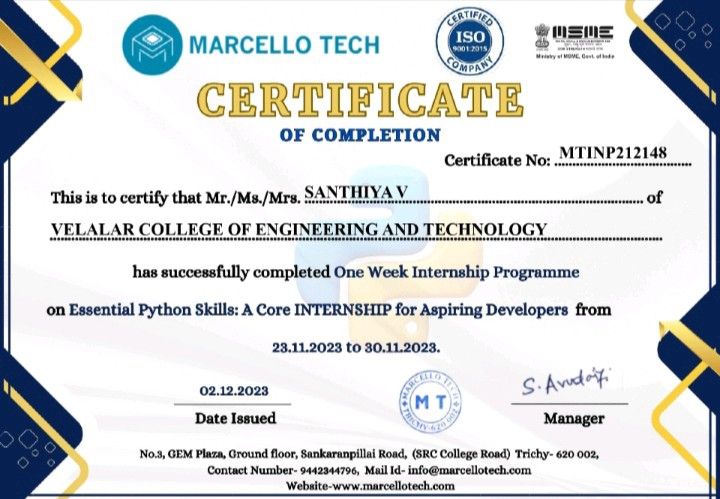 MARCELLO TECH
CERTIFIED
ISO
9001:2015
COMPANY
MSME
Ministry of MSME, Govt. of India
CERTIFICATE
OF COMPLETION
Certificate No: MTINP212148
This is to certify that Mr./Ms./Mrs. SANTHIYA V of
VELALAR COLLEGE OF ENGINEERING AND TECHNOLOGY
has successfully completed One Week Internship Programme
on Essential Python Skills: A Core INTERNSHIP for Aspiring Developers from
23.11.2023 to 30.11.2023.
02.12.2023
Date Issued
MARCELLO TECH
M T
TRICHY-620 002
Manager
No.3, GEM Plaza, Ground floor, Sankaranpillai Road, (SRC College Road) Trichy- 620 002,
Contact Number- 9442344796, Mail Id- info@marcellotech.com
Website-www.marcellotech.com